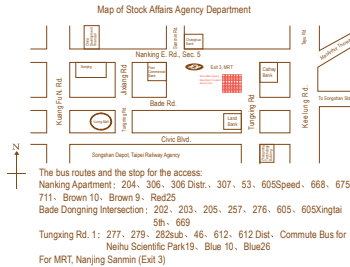 Map of Stock Affairs Agency Department
Nanking E. Rd., Sec. 5
Exit 3, MRT
Kuang Fu N. Rd.
Jixiang Rd
Tungxing Rd.
Keelung Rd.
Cathay
Bank
Bade Rd.
To Songshan
Living Mall
Land
Bank
Civic Blvd.
Songshan Depot, Taipei Railway Agency
N
The bus routes and the stop for the access:
Nanking Apartment；204、306、306 Distr.、307、53、605Speed、668、675
711、Brown 10、Brown 9、Red25
Bade Dongning Intersection；202、203、205、257、276、605、605Xingtai
5th、669
Tungxing Rd. 1；277、279、282sub、46、612、612 Dist、Commute Bus for
Neihu Scientific Park19、Blue 10、Blue26
For MRT, Nanjing Sanmin (Exit 3)